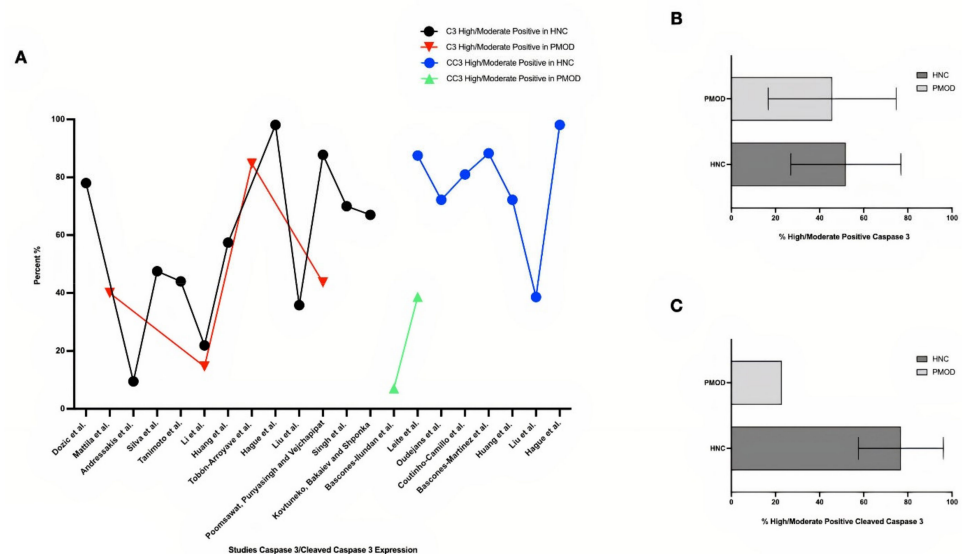 A
C3 High/Moderate Positive in HNC
C3 High/Moderate Positive in PMOD
CC3 High/Moderate Positive in HNC
CC3 High/Moderate Positive in PMOD
Percent %
100
80
60
40
20
0
Dozic et al.
Mattila et al.
Andressakis et al.
Silva et al.
Tanimoto et al.
Li et al.
Huang et al.
Tobón-Arroyave et al.
Hague et al.
Liu et al.
Poomsawat, Punyasingh and Vejchapipat
Singh et al.
Kovtuneko, Bakaiev and Shponka
Bascones-Ilundan et al.
Leite et al.
Oudejans et al.
Coutinho-Camillo et al.
Bascones-Martínez et al.
Huang et al.
Liu et al.
Hague et al.
Studies Caspase 3/Cleaved Caspase 3 Expression
B
HNC
PMOD
PMOD
HNC
0 20 40 60 80 100
% High/Moderate Positive Caspase 3
C
HNC
PMOD
PMOD
HNC
0 20 40 60 80 100
% High/Moderate Positive Cleaved Caspase 3